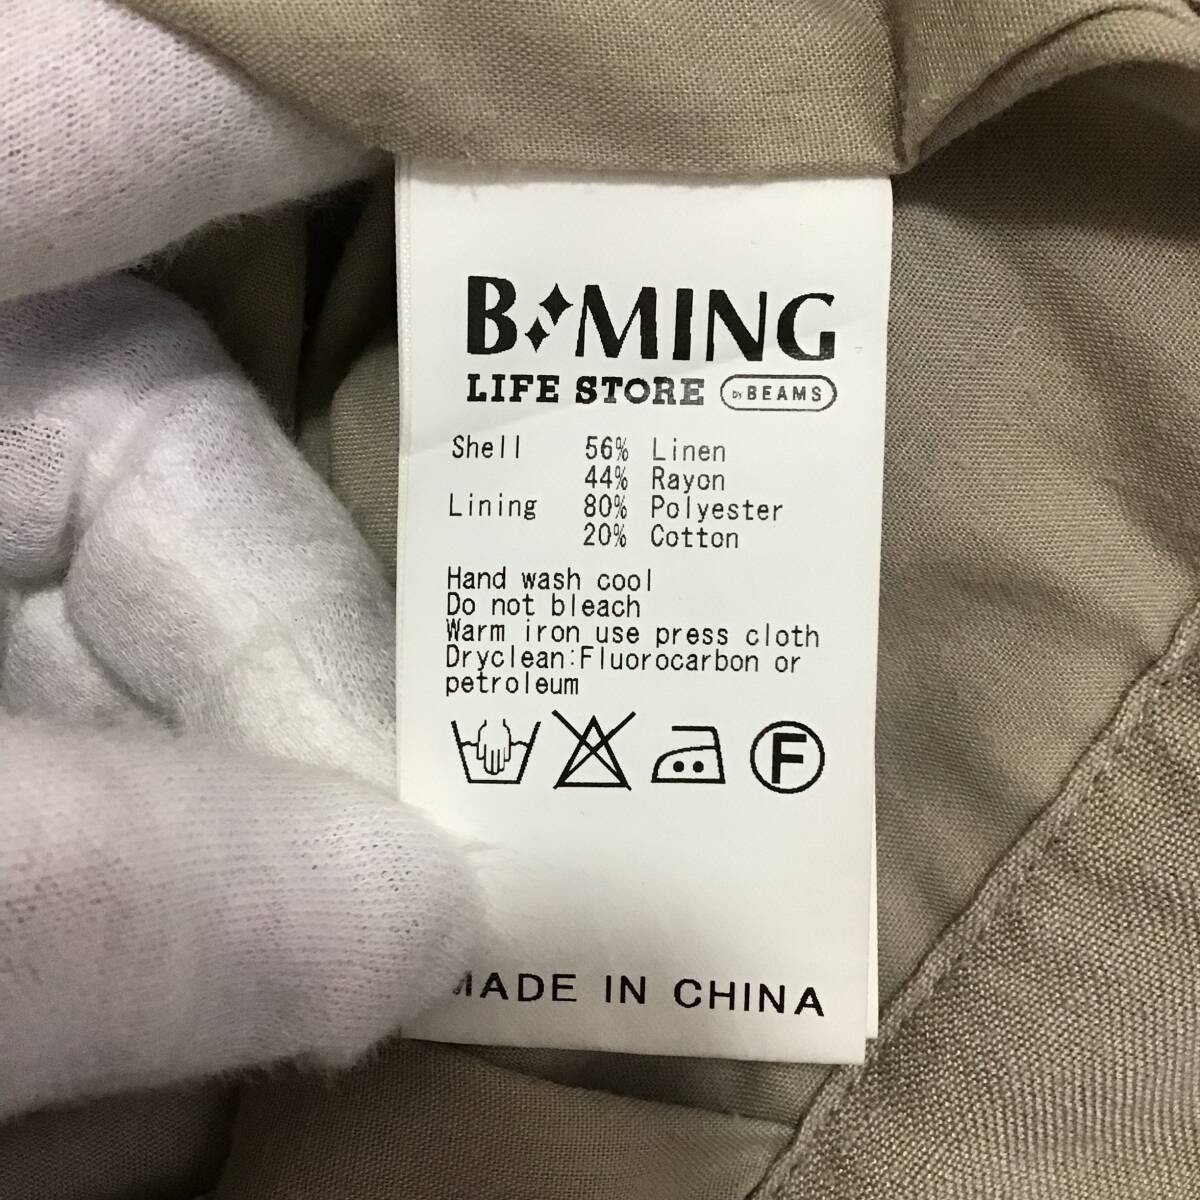 B MING
LIFE STORE by BEAMS
Shell 56% Linen
44% Rayon
Lining 80% Polyester
20% Cotton
Hand wash cool
Do not bleach
Warm iron use press cloth
Dryclean:Fluorocarbon or
petroleum
F
MADE IN CHINA